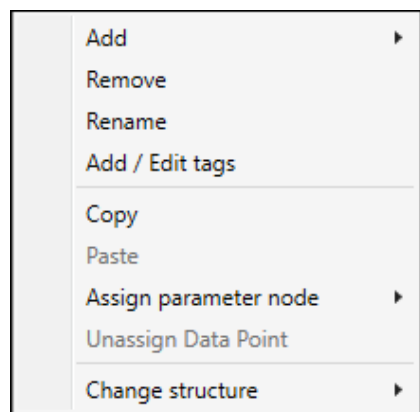 Add
Remove
Rename
Add / Edit tags
Copy
Paste
Assign parameter node
Unassign Data Point
Change structure